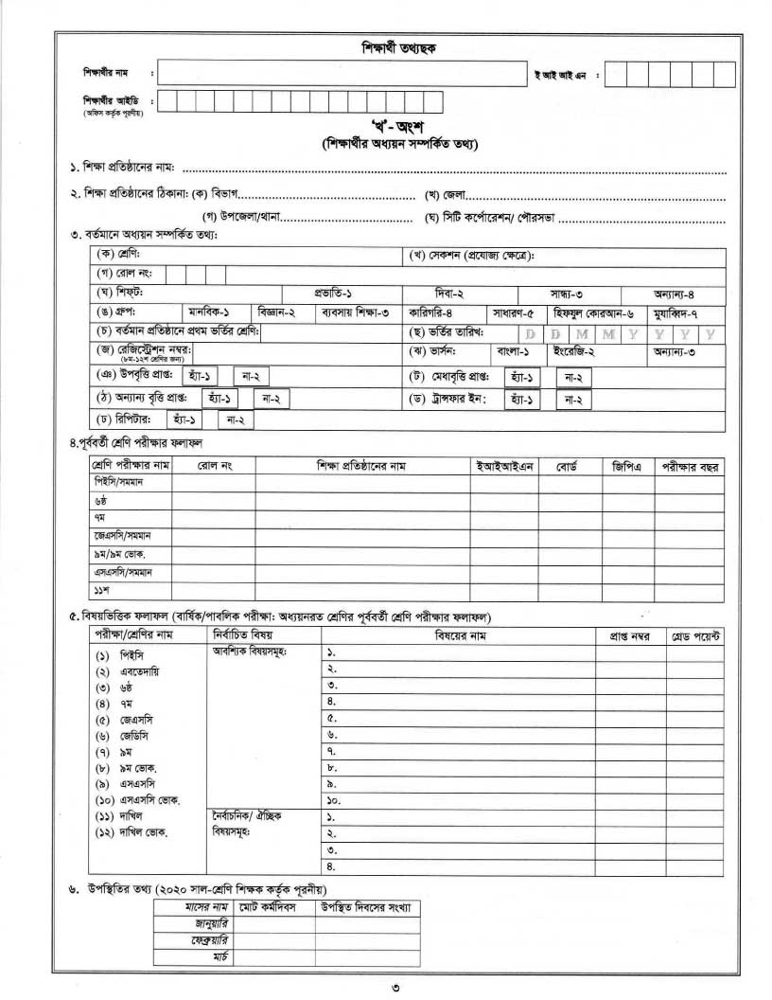 শিক্ষার্থী তথ্যছক
শিক্ষার্থীর নাম : ই আই আই এন :
শিক্ষার্থীর আইডি :
(অফিস কর্তৃক পূরণীয়)
‘খ’- অংশ
(শিক্ষার্থীর অধ্যয়ন সম্পর্কিত তথ্য)
১. শিক্ষা প্রতিষ্ঠানের নামঃ ........................................
২. শিক্ষা প্রতিষ্ঠানের ঠিকানা: (ক) বিভাগ........................................ (খ) জেলা........................................
(গ) উপজেলা/থানা........................................ (ঘ) সিটি কর্পোরেশন/ পৌরসভা ........................................
৩. বর্তমানে অধ্যয়ন সম্পর্কিত তথ্য:
(ক) শ্রেণি: (খ) সেকশন (প্রযোজ্য ক্ষেত্রে):
(গ) রোল নং:
(ঘ) শিফ্ট: প্রভাতি-১ দিবা-২ সান্ধ্য-৩ অন্যান্য-4
(ঙ) গ্রুপ: মানবিক-১ বিজ্ঞান-২ ব্যবসায় শিক্ষা-৩ কারিগরি-4 সাধারণ-৫ হিফযুল কোরআন-৬ মুযাব্বিদ-৭
(চ) বর্তমান প্রতিষ্ঠানে প্রথম ভর্তির শ্রেণি: (ছ) ভর্তির তারিখ: D D M M Y Y Y Y
(জ) রেজিস্ট্রেশন নম্বর: (ঝ) ভার্সন: বাংলা-১ ইংরেজি-২ অন্যান্য-৩
(৮ম-১২শ শ্রেণির জন্য)
(ঞ) উপবৃত্তি প্রাপ্ত: হ্যাঁ-১ না-২ (ট) মেধাবৃত্তি প্রাপ্ত: হ্যাঁ-১ না-২
(ঠ) অন্যান্য বৃত্তি প্রাপ্ত: হ্যাঁ-১ না-২ (ড) ট্রান্সফার ইন : হ্যাঁ-১ না-২
(ঢ) রিপিটার: হ্যাঁ-১ না-২
৪.পূর্ববর্তী শ্রেণি পরীক্ষার ফলাফল
শ্রেণি পরীক্ষার নাম রোল নং শিক্ষা প্রতিষ্ঠানের নাম ইআইআইএন বোর্ড জিপিএ পরীক্ষার বছর
পিইসি/সমমান
৬ষ্ঠ
৭ম
জেএসসি/সমমান
৯ম/৯ম ভোক.
এসএসসি/সমমান
১১শ
৫. বিষয়ভিত্তিক ফলাফল (বার্ষিক/পাবলিক পরীক্ষা: অধ্যয়নরত শ্রেণির পূর্ববর্তী শ্রেণি পরীক্ষার ফলাফল)
পরীক্ষা/শ্রেণির নাম নির্বাচিত বিষয় বিষয়ের নাম প্রাপ্ত নম্বর গ্রেড পয়েন্ট
(১) পিইসি আবশ্যিক বিষয়সমূহ: ১.
(২) এবতেদায়ি ২.
(৩) ৬ষ্ঠ ৩.
(৪) ৭ম ৪.
(৫) জেএসসি ৫.
(৬) জেডিসি ৬.
(৭) ৯ম ৭.
(৮) ৯ম ভোক. ৮.
(৯) এসএসসি ৯.
(১০) এসএসসি ভোক. ১০.
(১১) দাখিল নৈর্বাচনিক/ ঐচ্ছিক ১.
(১২) দাখিল ভোক. বিষয়সমূহ: ২.
৩.
৪.
৬. উপস্থিতির তথ্য (২০২০ সাল-শ্রেণি শিক্ষক কর্তৃক পূরনীয়)
মাসের নাম মোট কর্মদিবস উপস্থিত দিবসের সংখ্যা
জানুয়ারি
ফেব্রুয়ারি
মার্চ
৩